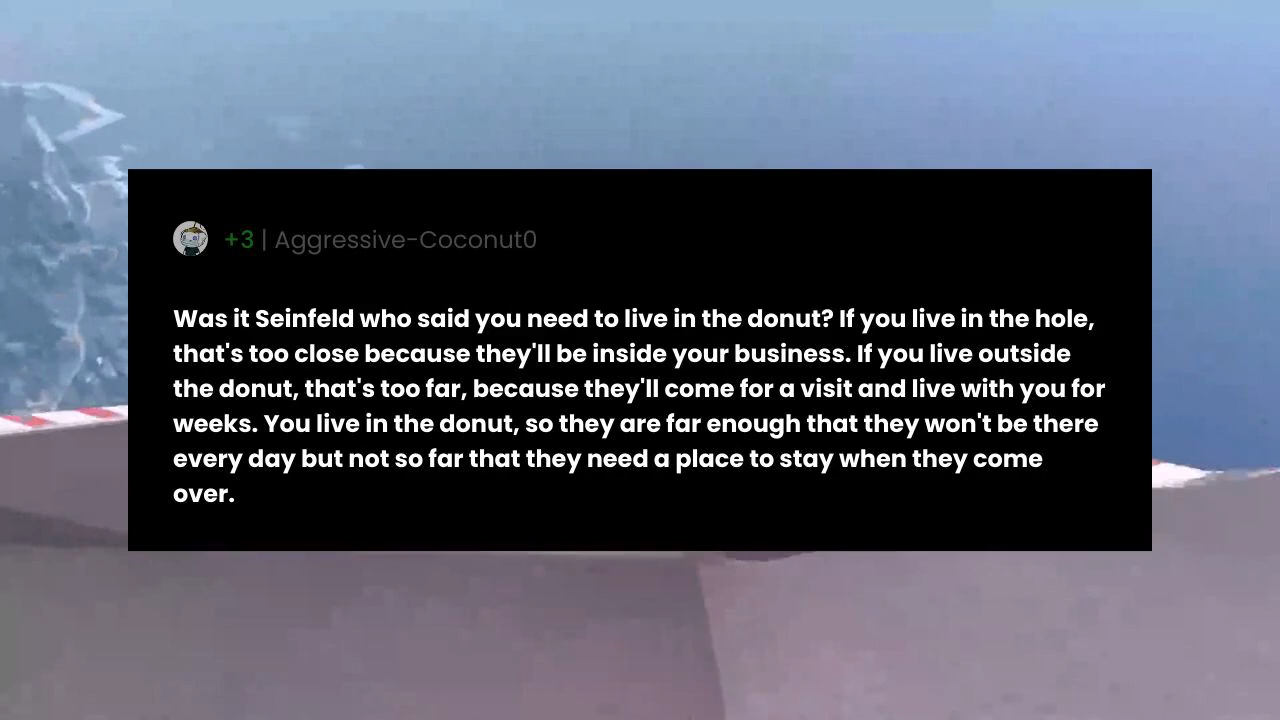 +3 | Aggressive-Coconut0
Was it Seinfeld who said you need to live in the donut? If you live in the hole,
that's too close because they'll be inside your business. If you live outside
the donut, that's too far, because they'll come for a visit and live with you for
weeks. You live in the donut, so they are far enough that they won't be there
every day but not so far that they need a place to stay when they come
over.